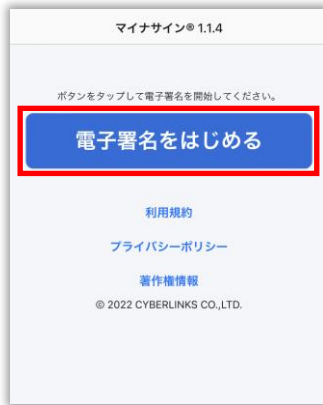 マイナサイン® 1.1.4
ボタンをタップして電子署名を開始してください。
電子署名をはじめる
利用規約
プライバシーポリシー
著作権情報
© 2022 CYBERLINKS CO.,LTD.